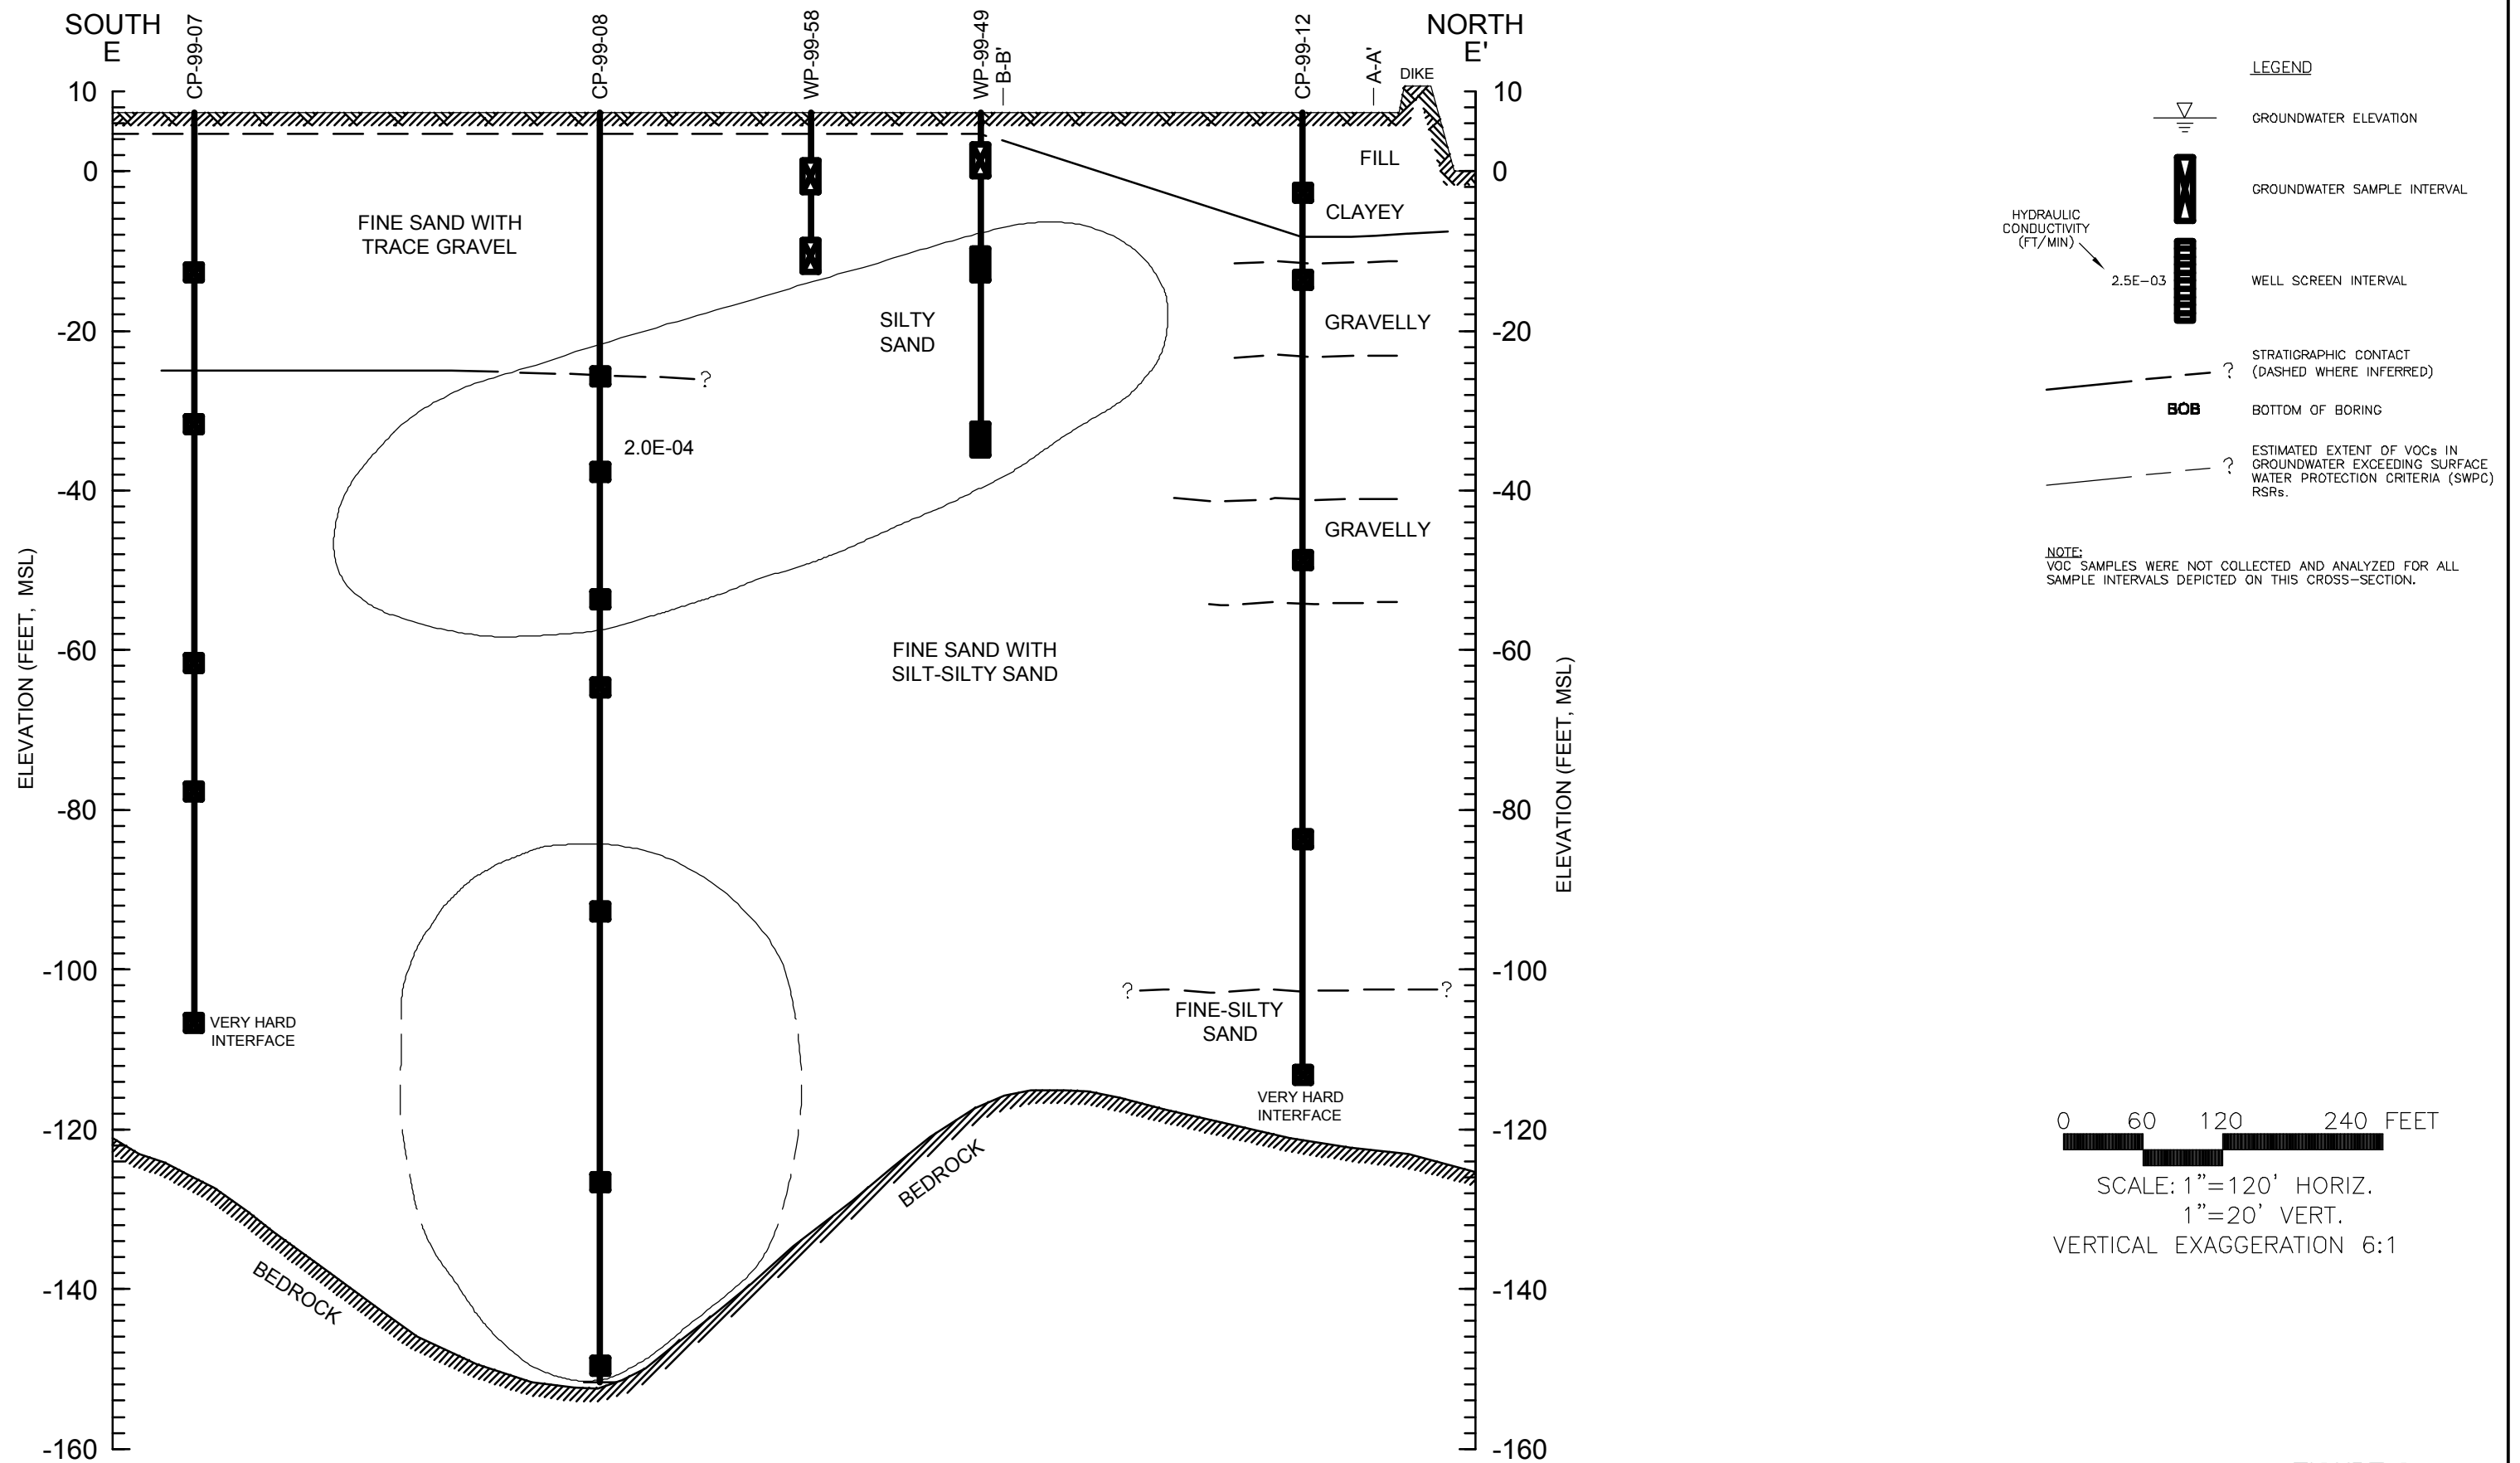 SOUTH
E
CP-99-07
CP-99-08
WP-99-58
WP-99-49
B-B'
CP-99-12
A-A'
DIKE
NORTH
E'
10
0
-20
-40
-60
-80
-100
-120
-140
-160
ELEVATION (FEET, MSL)
FINE SAND WITH
TRACE GRAVEL
SILTY
SAND
?
2.0E-04
FILL
CLAYEY
GRAVELLY
GRAVELLY
FINE SAND WITH
SILT-SILTY SAND
VERY HARD
INTERFACE
? ?
FINE-SILTY
SAND
VERY HARD
INTERFACE
BEDROCK
BEDROCK
10
0
-20
-40
-60
-80
-100
-120
-140
-160
ELEVATION (FEET, MSL)
LEGEND
GROUNDWATER ELEVATION
GROUNDWATER SAMPLE INTERVAL
HYDRAULIC
CONDUCTIVITY
(FT/MIN)
2.5E-03
WELL SCREEN INTERVAL
?
STRATIGRAPHIC CONTACT
(DASHED WHERE INFERRED)
BOB
BOTTOM OF BORING
?
ESTIMATED EXTENT OF VOCs IN
GROUNDWATER EXCEEDING SURFACE
WATER PROTECTION CRITERIA (SWPC)
RSRs.
NOTE:
VOC SAMPLES WERE NOT COLLECTED AND ANALYZED FOR ALL
SAMPLE INTERVALS DEPICTED ON THIS CROSS-SECTION.
0 60 120 240 FEET
SCALE: 1"=120' HORIZ.
1"=20' VERT.
VERTICAL EXAGGERATION 6:1